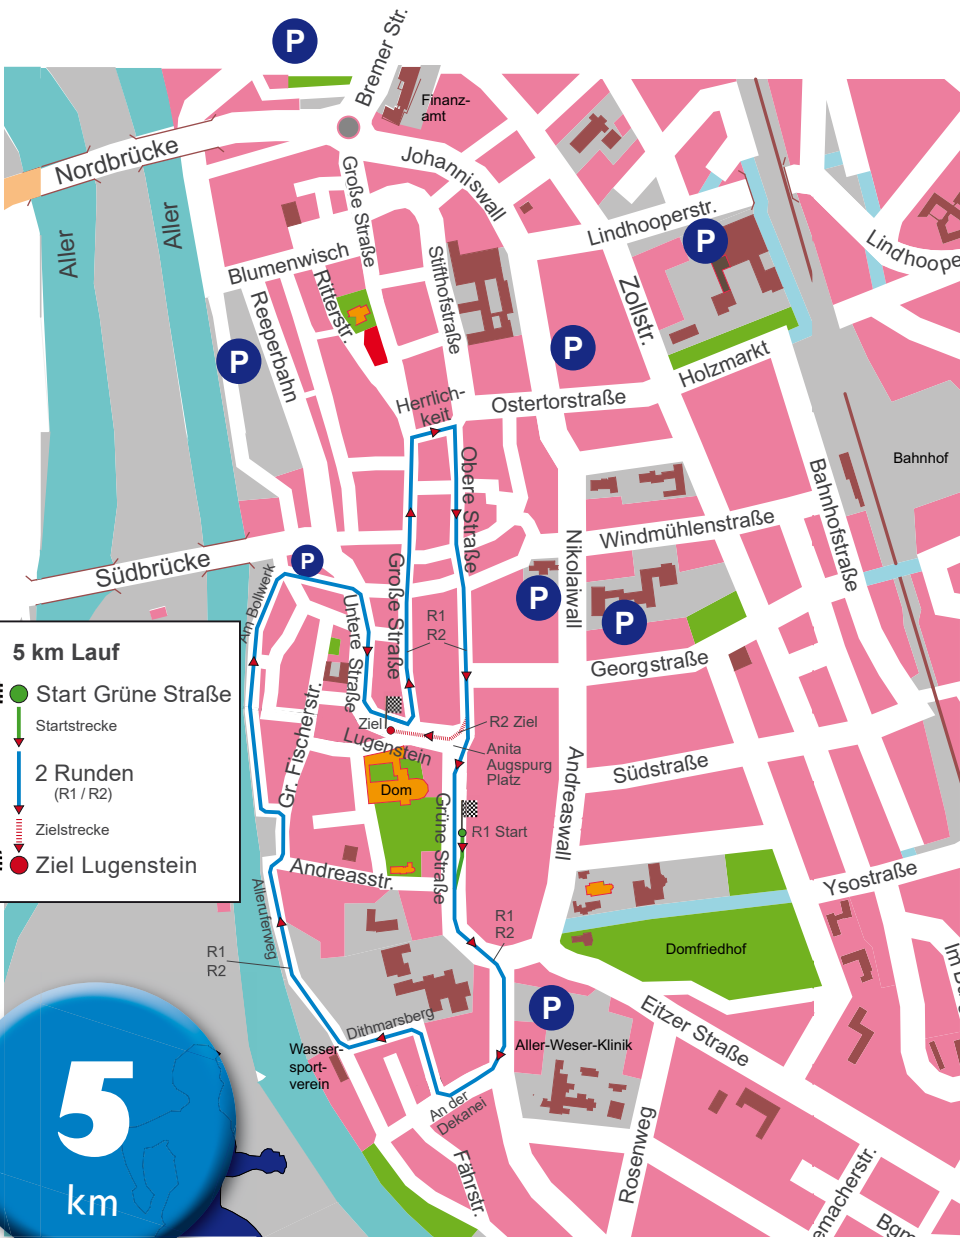 P
Bremer Str.
Finanz-
amt
Nordbrücke
Johanniswall
Große Straße
Aller
Aller
Lindhooperstr.
P
Lindhoope
Blumenwisch
Ritterstr.
Stifthofstraße
Zollstr.
Reeperbahn
P
P
Holzmarkt
Herrlich-
keit
Ostertorstraße
Obere Straße
Bahnhof
Bahnhofstraße
Windmühlenstraße
Nikolaiwall
Südbrücke
P
Am Bollwerk
Untere Straße
Große Straße
R1
R2
P
P
Georgstraße
5 km Lauf
Start Grüne Straße
Startstrecke
2 Runden
(R1 / R2)
Zielstrecke
Ziel Lugenstein
Gr. Fischerstr.
Ziel
Lugenstein
R2 Ziel
Anita
Augspurg
Platz
Südstraße
Dom
Grüne Straße
R1 Start
Andreaswall
Andreasstr.
Ysostraße
Alleruferweg
R1
R2
R1
R2
Domfriedhof
Dithmarsberg
P
Eitzer Straße
Wasser-
sport-
verein
Aller-Weser-Klinik
An der
Dekanei
5
km
Fährstr.
Rosenweg
emacherstr.
Bgm